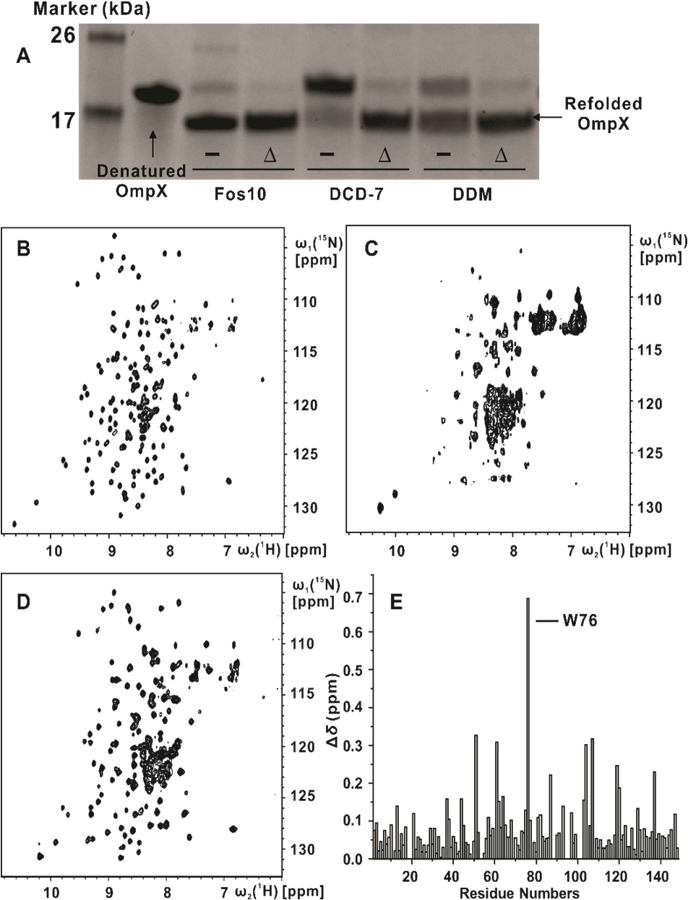 Marker (kDa)
26
A
17
Refolded
OmpX
− Δ − Δ − Δ
Denatured
OmpX
Fos10 DCD-7 DDM
B
ω1(15N)
[ppm]
110
115
120
125
130
10 9 8 7 ω2(1H) [ppm]
C
ω1(15N)
[ppm]
110
115
120
125
130
10 9 8 7 ω2(1H) [ppm]
D
ω1(15N)
[ppm]
110
115
120
125
130
10 9 8 7 ω2(1H) [ppm]
E
W76
Δδ (ppm)
0.7
0.6
0.5
0.4
0.3
0.2
0.1
0.0
20 40 60 80 100 120 140
Residue Numbers